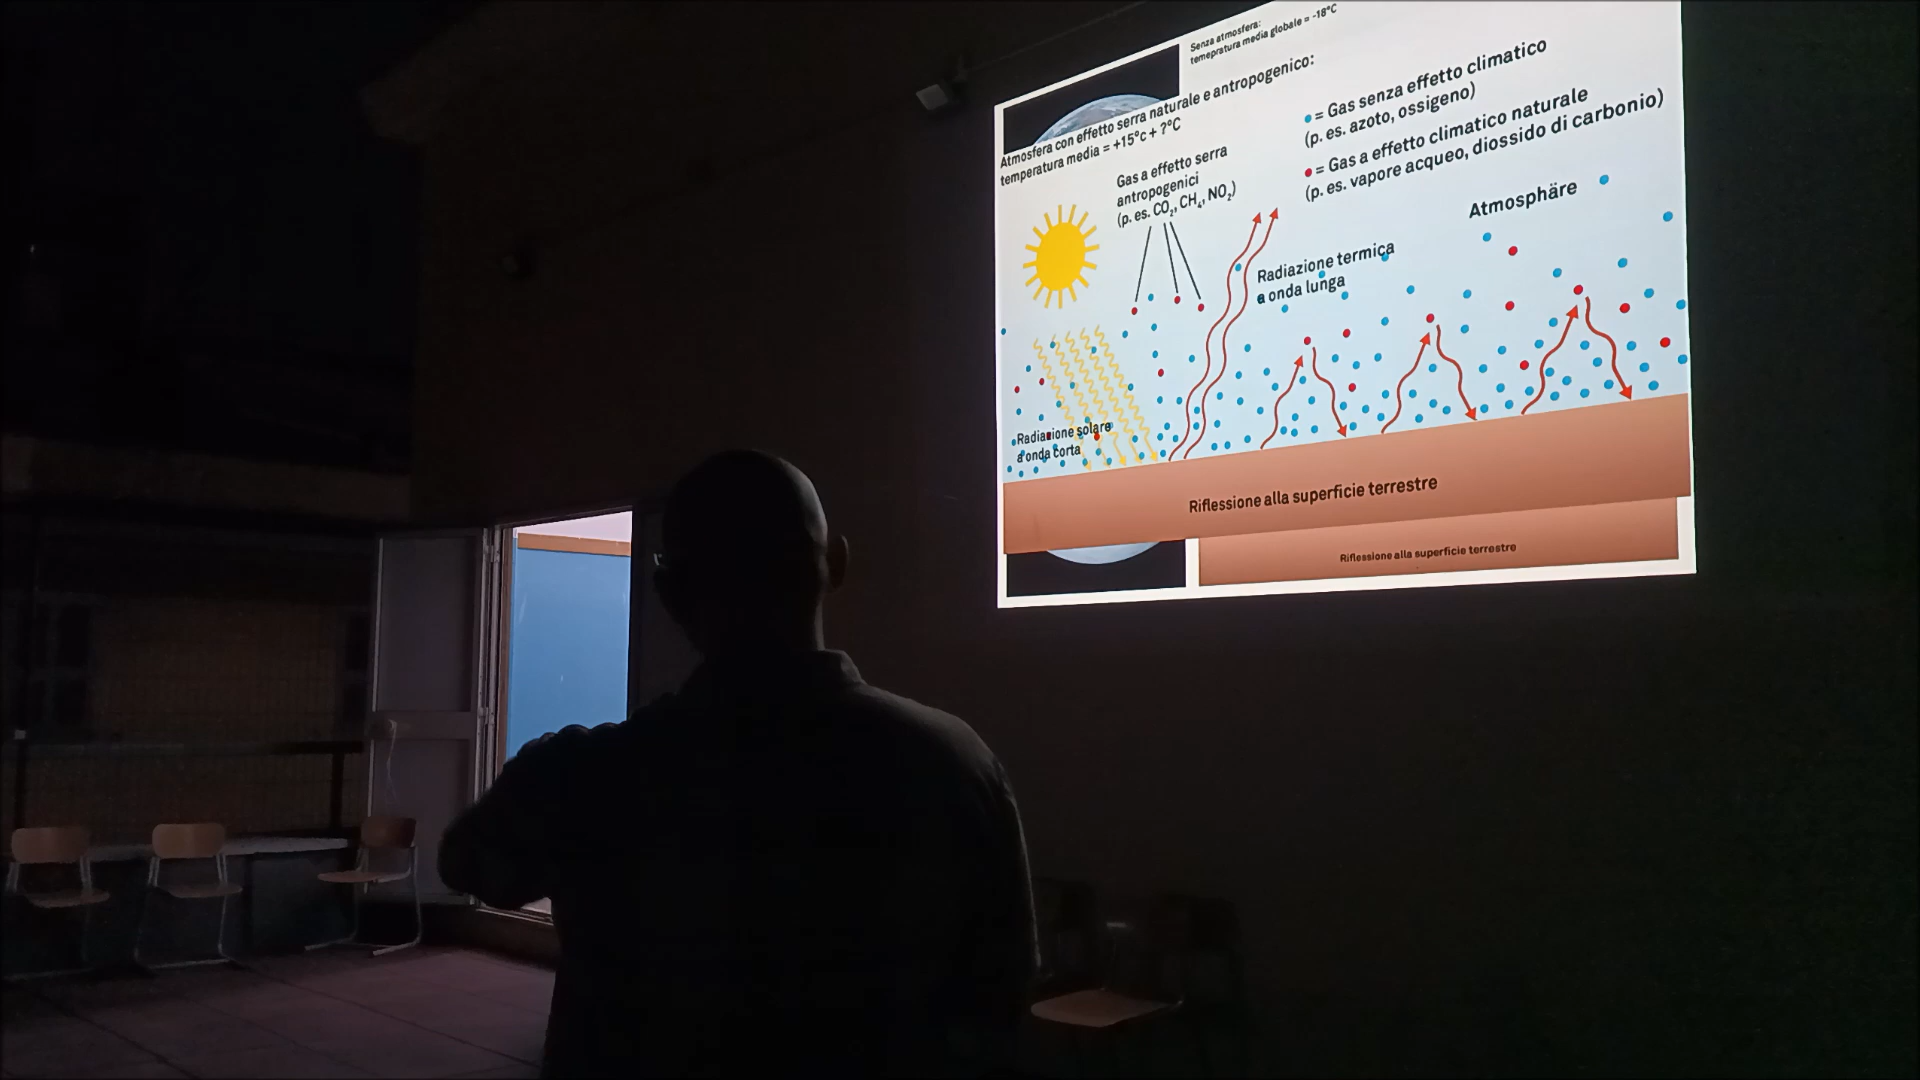 Senza atmosfera:
temepratura media globale = -18°C
Atmosfera con effetto serra naturale e antropogenico:
temperatura media = +15°c + ?°C
Gas a effetto serra
antropogenici
(p. es. CO₂, CH₄, NO₂)
= Gas senza effetto climatico
(p. es. azoto, ossigeno)
= Gas a effetto climatico naturale
(p. es. vapore acqueo, diossido di carbonio)
Atmosphäre
Radiazione termica
a onda lunga
Radiazione solare
a onda corta
Riflessione alla superficie terrestre
Riflessione alla superficie terrestre